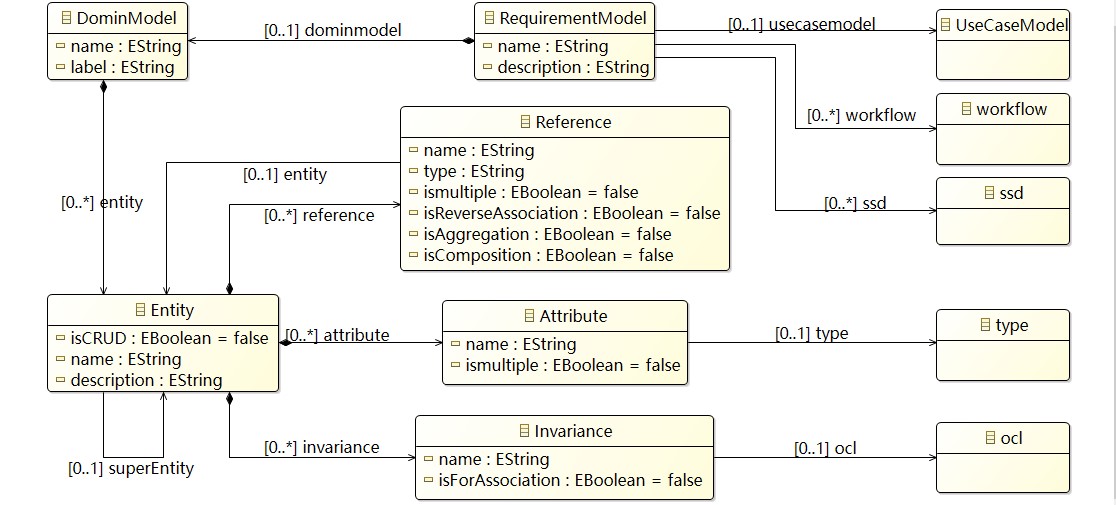 DominModel
name : EString
label : EString
[0..1] dominmodel
RequirementModel
name : EString
description : EString
[0..1] usecasemodel
UseCaseModel
[0..*] workflow
workflow
[0..*] ssd
ssd
Reference
name : EString
type : EString
ismultiple : EBoolean = false
isReverseAssociation : EBoolean = false
isAggregation : EBoolean = false
isComposition : EBoolean = false
[0..1] entity
[0..*] entity
[0..*] reference
Entity
isCRUD : EBoolean = false
name : EString
description : EString
[0..*] attribute
Attribute
name : EString
ismultiple : EBoolean = false
[0..1] type
type
[0..1] superEntity
[0..*] invariance
Invariance
name : EString
isForAssociation : EBoolean = false
[0..1] ocl
ocl